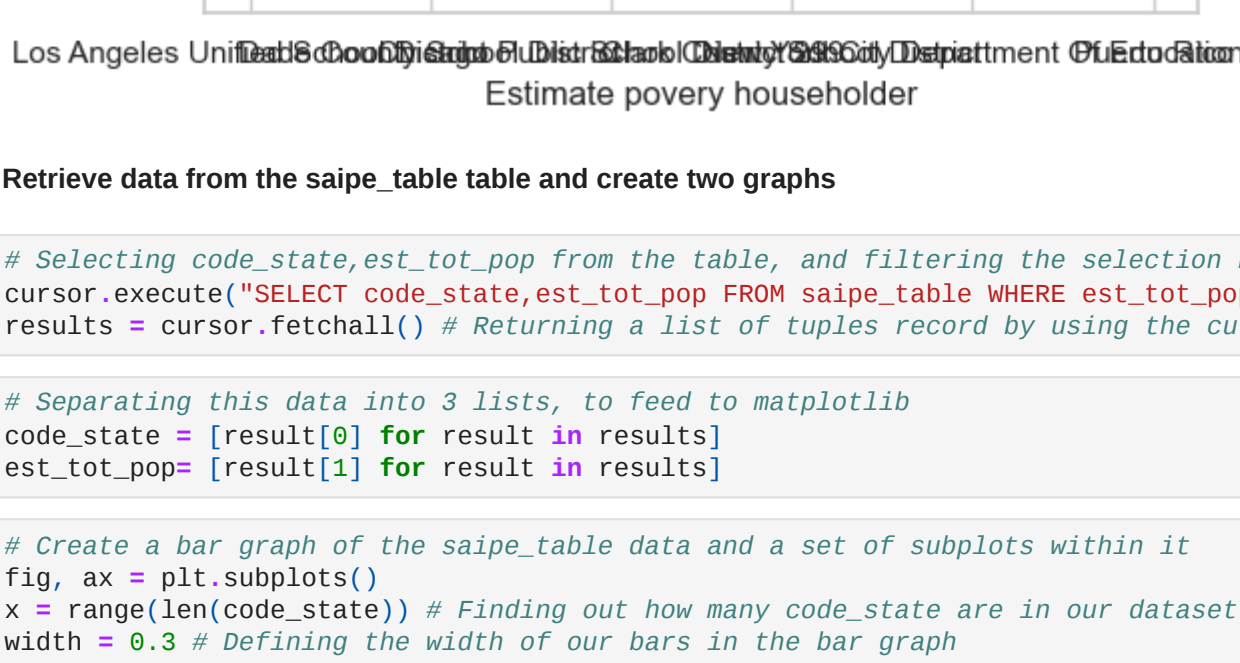 Los Angeles Unified School District
Estimate povery householder
Retrieve data from the saipe_table table and create two graphs
# Selecting code_state,est_tot_pop from the table, and filtering the selection
cursor.execute("SELECT code_state,est_tot_pop FROM saipe_table WHERE est_tot_pop
results = cursor.fetchall() # Returning a list of tuples record by using the cu
# Separating this data into 3 lists, to feed to matplotlib
code_state = [result[0] for result in results]
est_tot_pop= [result[1] for result in results]
# Create a bar graph of the saipe_table data and a set of subplots within it
fig, ax = plt.subplots()
x = range(len(code_state)) # Finding out how many code_state are in our dataset
width = 0.3 # Defining the width of our bars in the bar graph